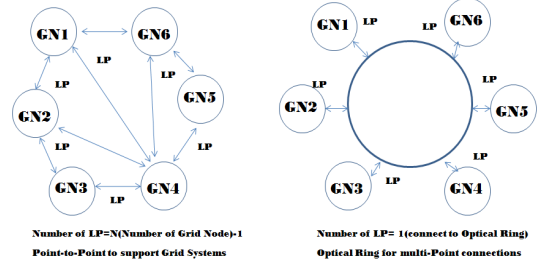 GN1
GN6
LP
LP
LP
GN5
GN2
LP
LP
GN3
GN4
LP
Number of LP=N(Number of Grid Node)-1
Point-to-Point to support Grid Systems
GN1
GN6
LP
LP
LP
LP
GN2
GN5
LP
LP
GN3
GN4
Number of LP= 1(connect to Optical Ring)
Optical Ring for multi-Point connections